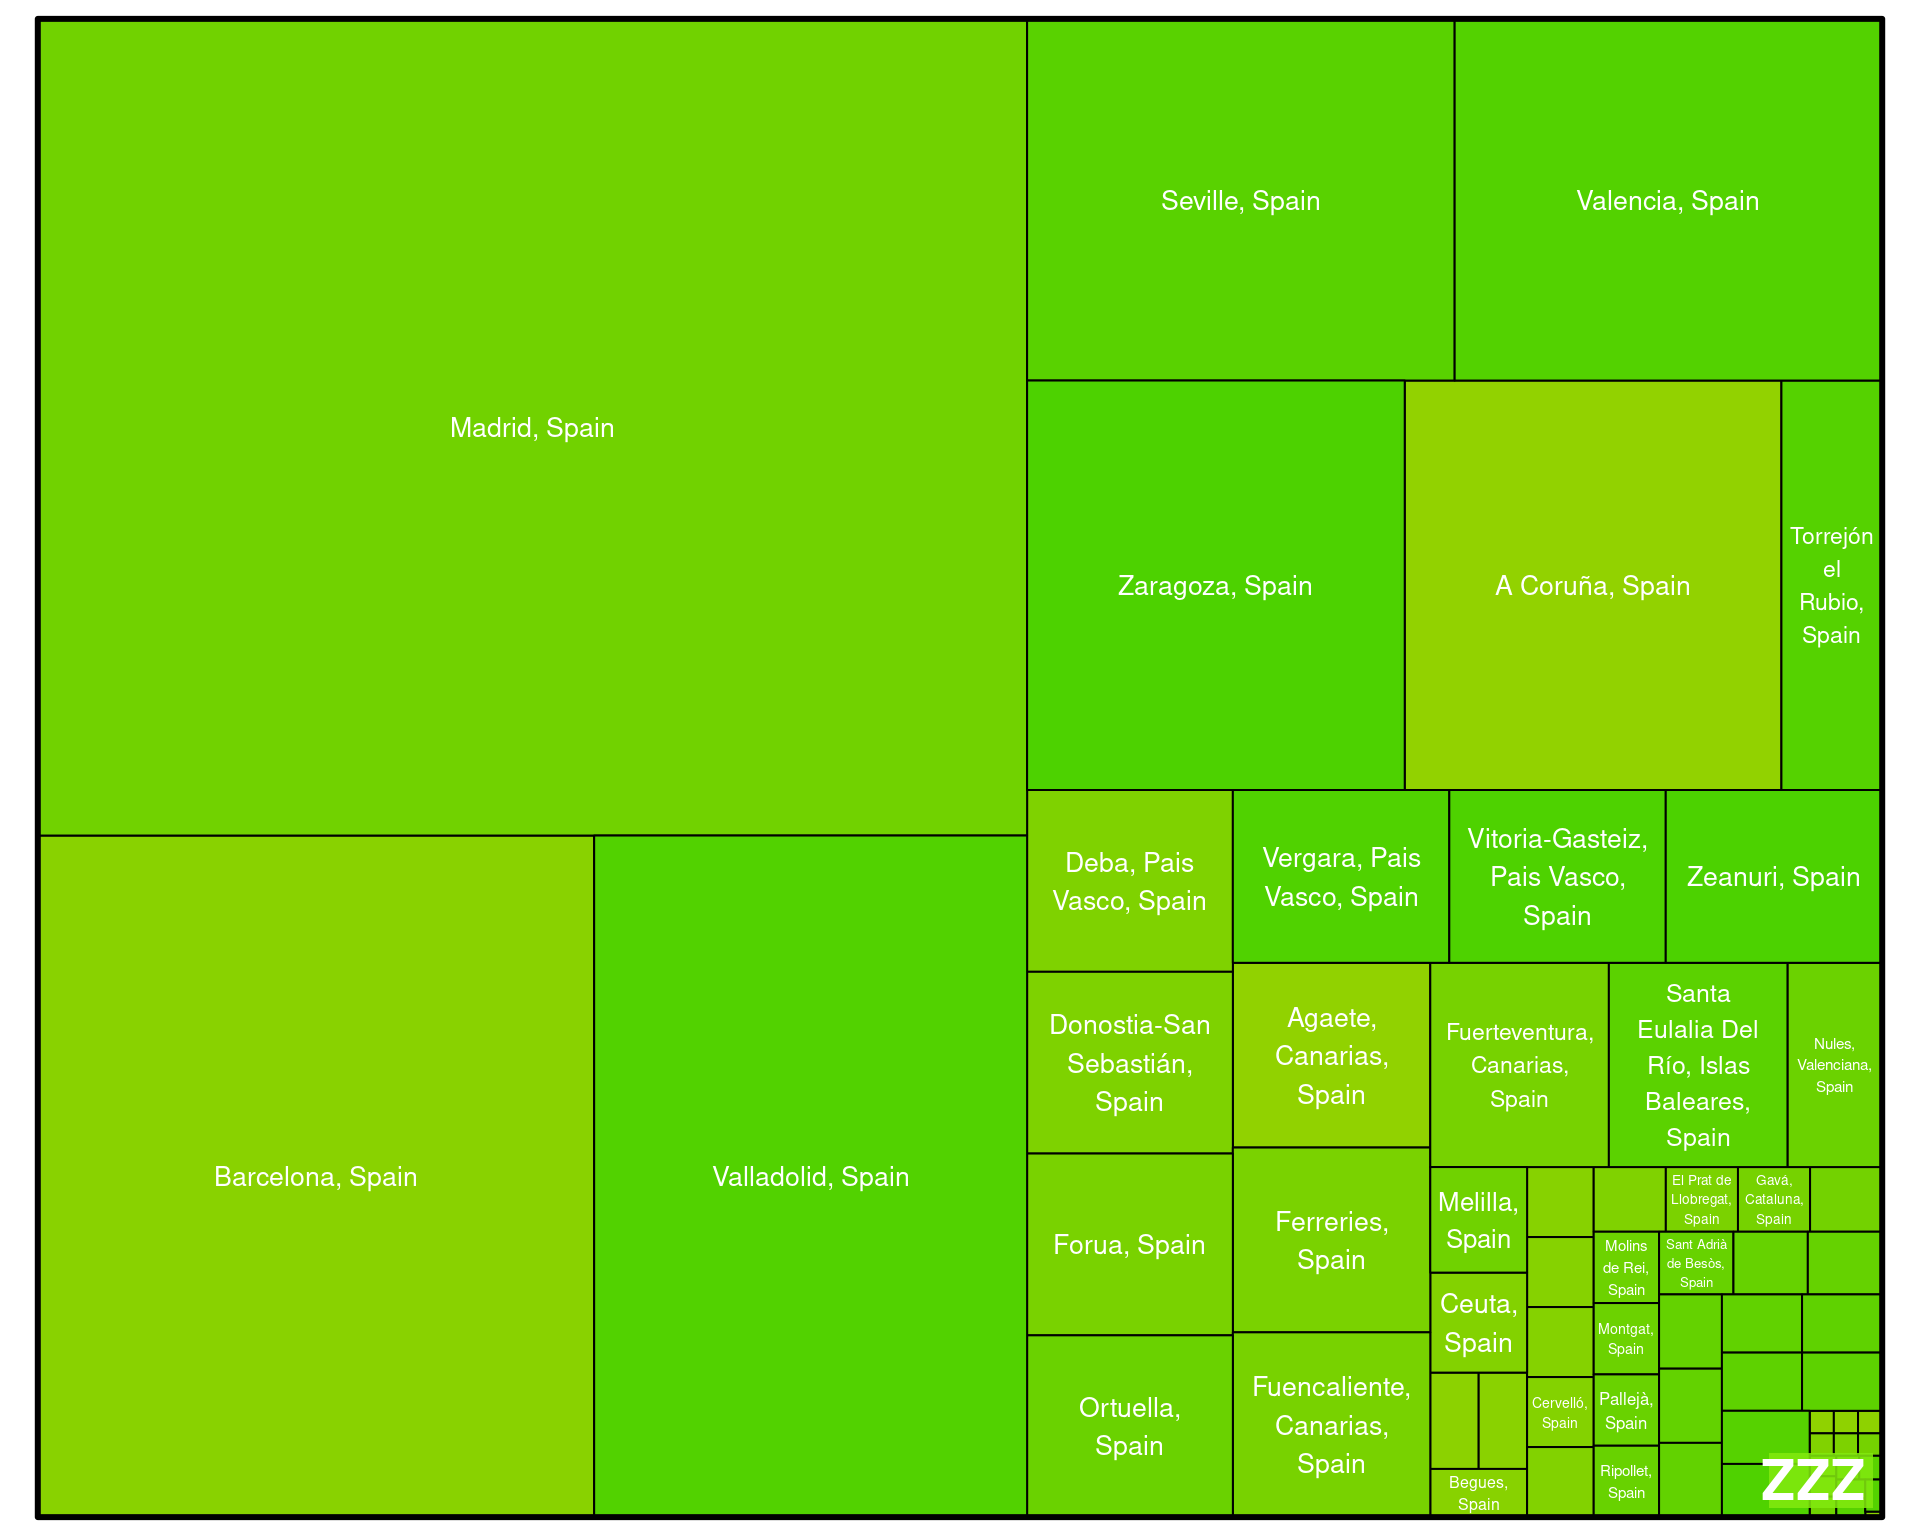 Madrid, Spain
Seville, Spain
Valencia, Spain
Zaragoza, Spain
A Coruña, Spain
Torrejón
el
Rubio,
Spain
Barcelona, Spain
Valladolid, Spain
Deba, Pais
Vasco, Spain
Vergara, Pais
Vasco, Spain
Vitoria-Gasteiz,
Pais Vasco,
Spain
Zeanuri, Spain
Donostia-San
Sebastián,
Spain
Agaete,
Canarias,
Spain
Fuerteventura,
Canarias,
Spain
Santa
Eulalia Del
Río, Islas
Baleares,
Spain
Nules,
Valenciana,
Spain
Forua, Spain
Ferreries,
Spain
Melilla,
Spain
El Prat de
Llobregat,
Spain
Gavá,
Cataluna,
Spain
Molins
de Rei,
Spain
Sant Adrià
de Besòs,
Spain
Ceuta,
Spain
Montgat,
Spain
Ortuella,
Spain
Fuencaliente,
Canarias,
Spain
Cervelló,
Spain
Pallejà,
Spain
Begues,
Spain
Ripollet,
Spain
ZZZ